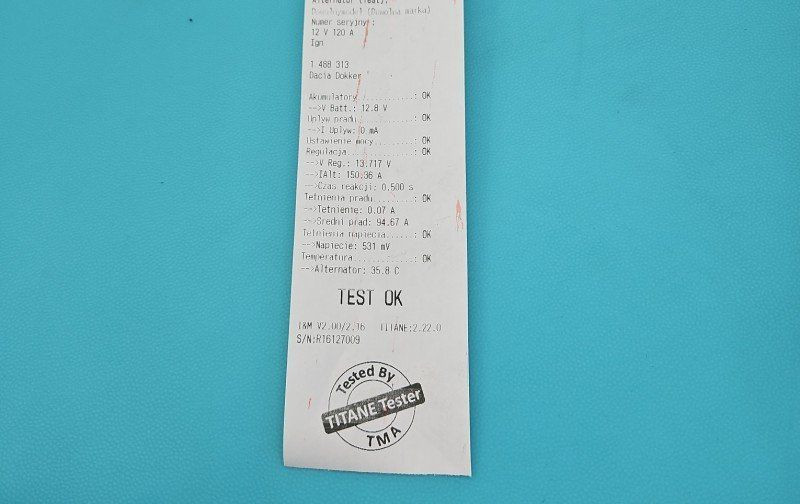 Alternator (Test).
Dowolnymodel (Dowolna marka)
Numer seryjny :
12 V 120 A
Ign
1 488 313
Dacia Dokker
Akumulatory...........: OK
-->V Batt.: 12.8 V
Upływ prądu...........: OK
-->I Upływ: 0 mA
Ustawienie mocy.......: OK
Regulacja.............: OK
-->V Reg.: 13.717 V
-->IAlt: 150.36 A
-->Czas reakcji: 0.500 s
Tętnienia prądu.......: OK
-->Tętnienie: 0.07 A
-->Średni prąd: 94.67 A
Tętnienia napięcia....: OK
-->Napięcie: 531 mV
Temperatura...........: OK
-->Alternator: 35.8 C
TEST OK
T&M V2.00/2.16 TITANE:2.22.0
S/N:R16127009
Tested By
TITANE Tester
TMA